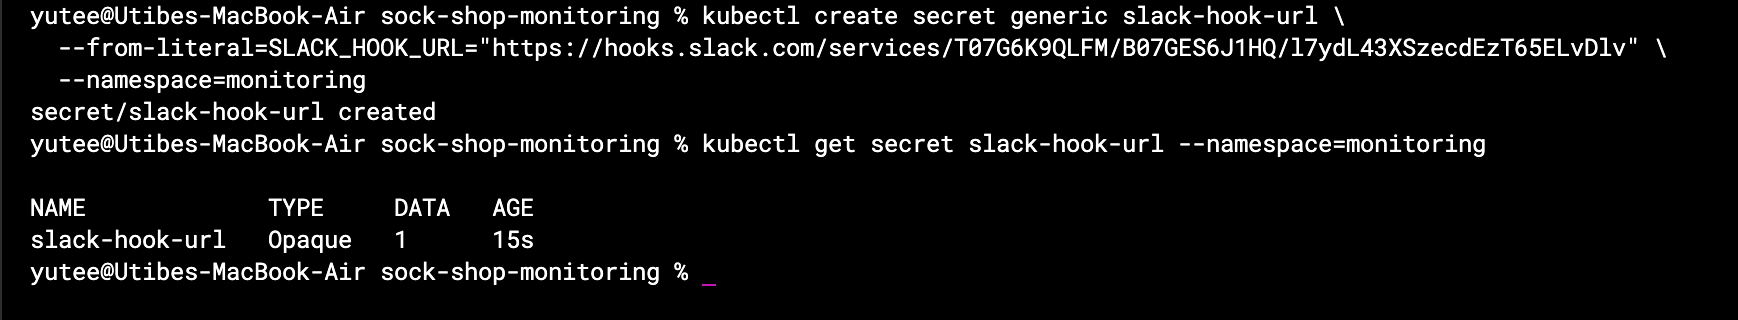 yutee@Utibes-MacBook-Air sock-shop-monitoring % kubectl create secret generic slack-hook-url \
--from-literal=SLACK_HOOK_URL="https://hooks.slack.com/services/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" \
--namespace=monitoring
secret/slack-hook-url created
yutee@Utibes-MacBook-Air sock-shop-monitoring % kubectl get secret slack-hook-url --namespace=monitoring
NAME TYPE DATA AGE
slack-hook-url Opaque 1 15s
yutee@Utibes-MacBook-Air sock-shop-monitoring % _